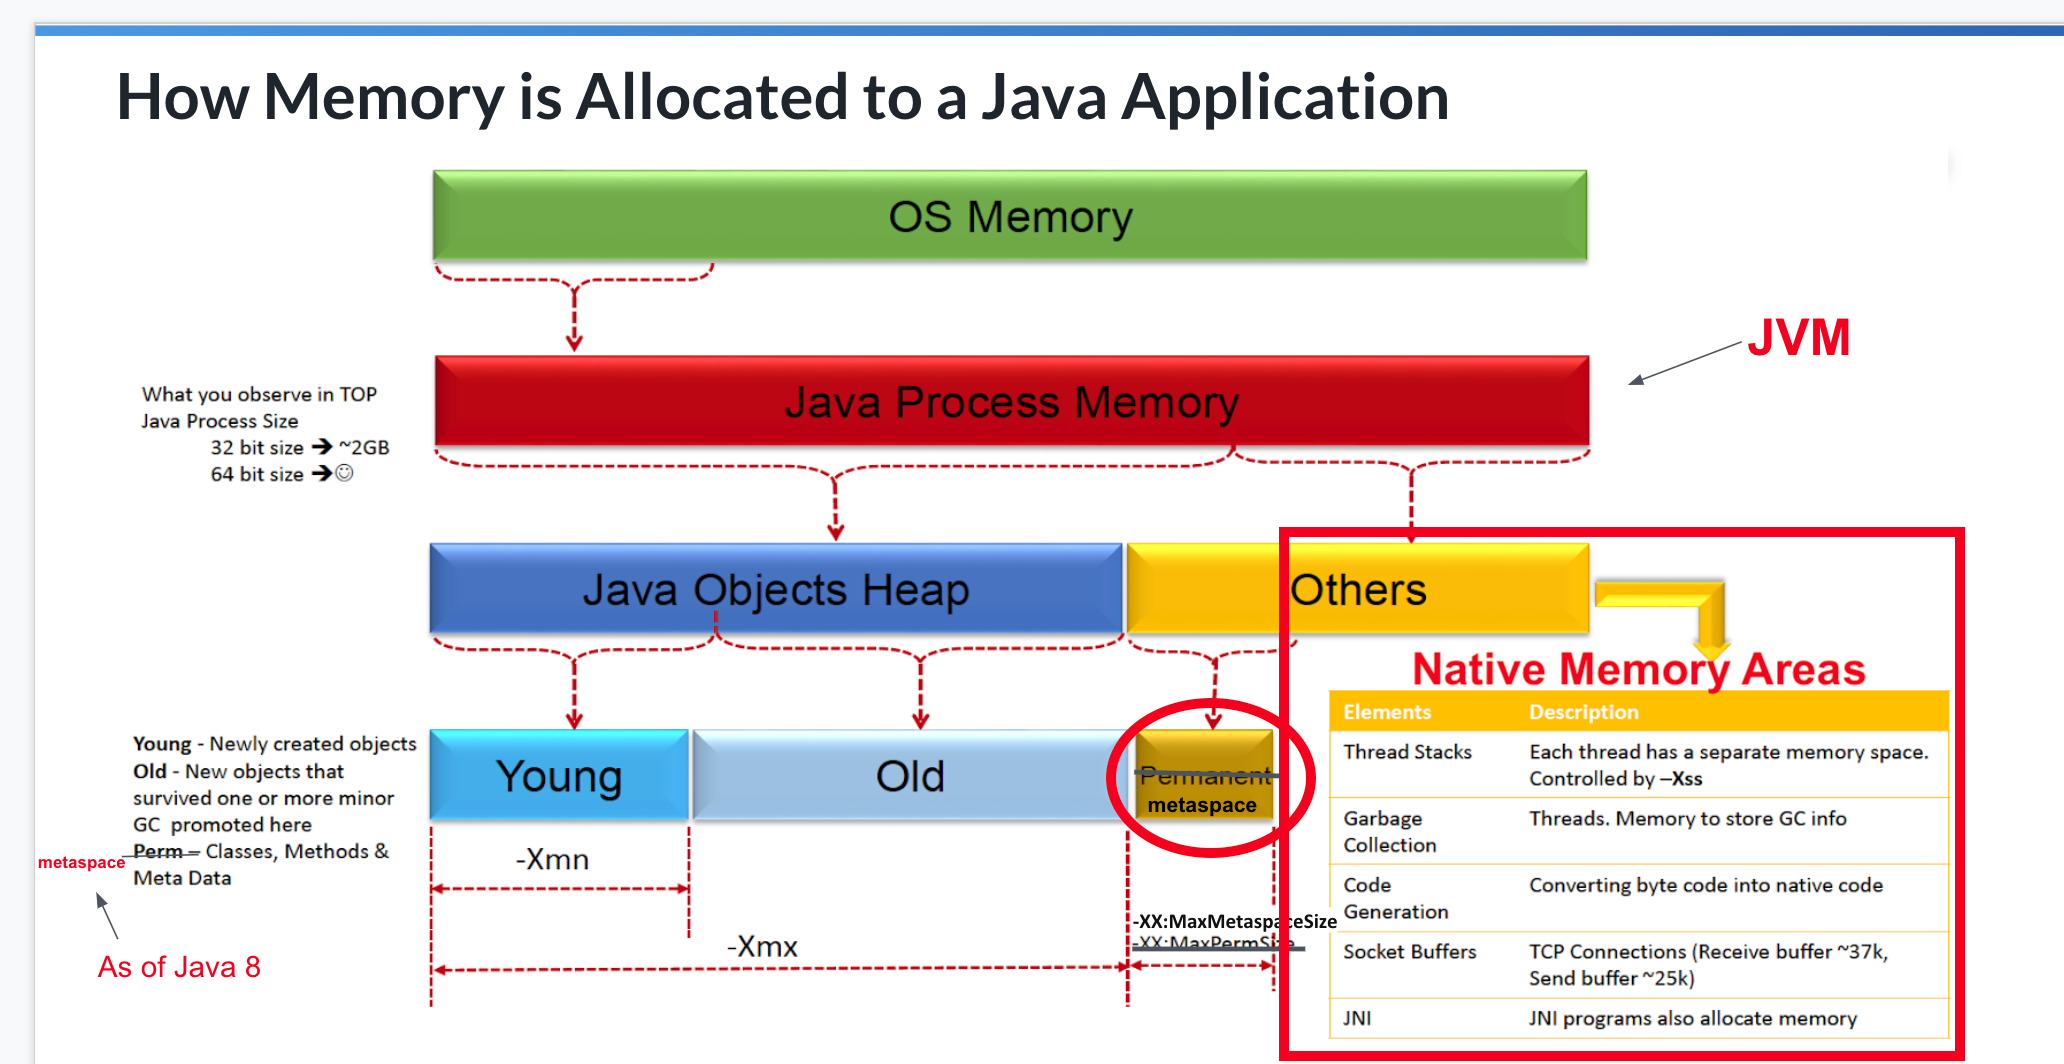 How Memory is Allocated to a Java Application
OS Memory
JVM
Java Process Memory
What you observe in TOP
Java Process Size
32 bit size ➔ ~2GB
64 bit size ➔☺
Java Objects Heap
Others
Native Memory Areas
Young
Old
Permanent
metaspace
Young - Newly created objects
Old - New objects that
survived one or more minor
GC promoted here
Perm – Classes, Methods &
Meta Data
metaspace
As of Java 8
-Xmn
-Xmx
-XX:MaxMetaspaceSize
-XX:MaxPermSize
Elements Description
Thread Stacks Each thread has a separate memory space.
Controlled by –Xss
Garbage Threads. Memory to store GC info
Collection
Code Converting byte code into native code
Generation
Socket Buffers TCP Connections (Receive buffer ~37k,
Send buffer ~25k)
JNI JNI programs also allocate memory